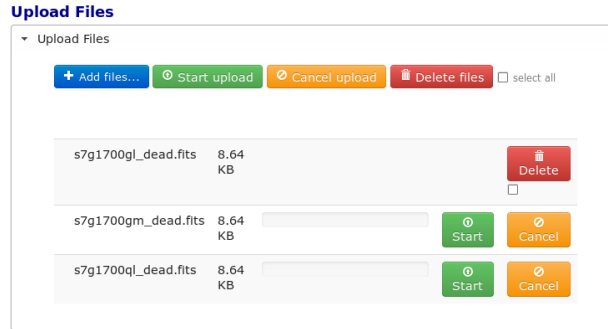 Upload Files
Upload Files
Add files...
Start upload
Cancel upload
Delete files
select all
s7g1700gl_dead.fits
8.64
KB
Delete
s7g1700gm_dead.fits
8.64
KB
Start
Cancel
s7g1700ql_dead.fits
8.64
KB
Start
Cancel